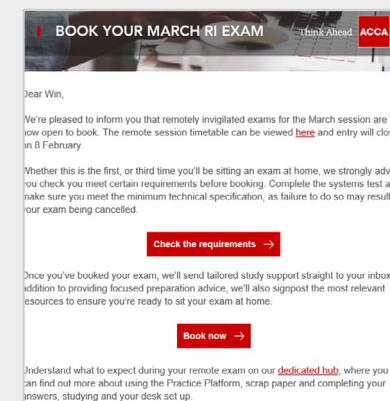 BOOK YOUR MARCH RI EXAM
Think Ahead ACCA
Dear Win,
We're pleased to inform you that remotely invigilated exams for the March session are
now open to book. The remote session timetable can be viewed here and entry will clos
on 8 February.
Whether this is the first, or third time you'll be sitting an exam at home, we strongly adv
you check you meet certain requirements before booking. Complete the systems test a
make sure you meet the minimum technical specification, as failure to do so may result
your exam being cancelled.
Check the requirements →
Once you've booked your exam, we'll send tailored study support straight to your inbox
addition to providing focused preparation advice, we'll also signpost the most relevant
resources to ensure you're ready to sit your exam at home.
Book now →
Understand what to expect during your remote exam on our dedicated hub, where you
can find out more about using the Practice Platform, scrap paper and completing your
answers, studying and your desk set up.